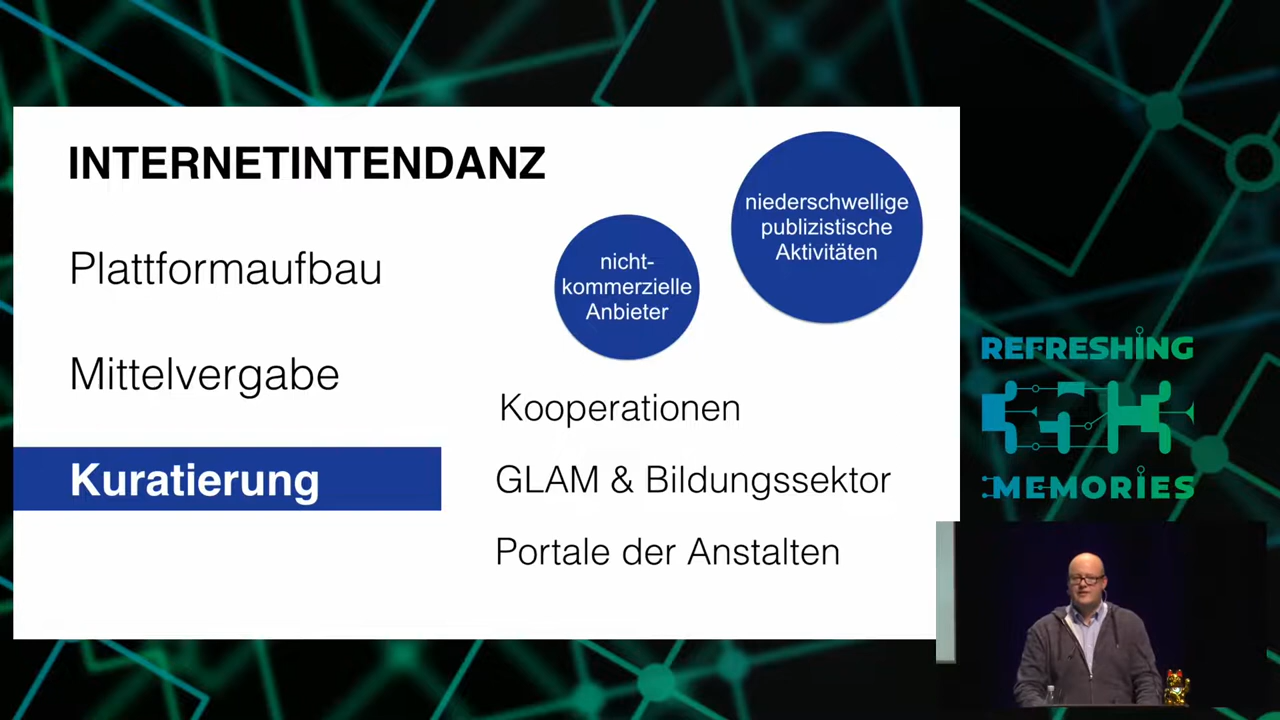 INTERNETINTENDANZ
Plattformaufbau
Mittelvergabe
Kuratierung
nicht-
kommerzielle
Anbieter
niederschwellige
publizistische
Aktivitäten
Kooperationen
GLAM & Bildungssektor
Portale der Anstalten
REFRESHING
MEMORIES